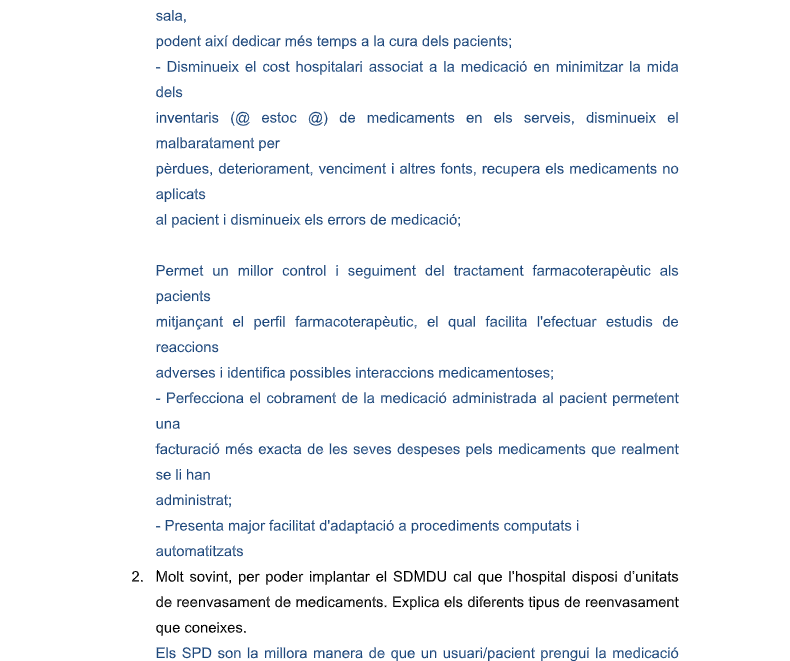 sala,
podent així dedicar més temps a la cura dels pacients;
- Disminueix el cost hospitalari associat a la medicació en minimitzar la mida
dels
inventaris (@ estoc @) de medicaments en els serveis, disminueix el
malbaratament per
pèrdues, deteriorament, venciment i altres fonts, recupera els medicaments no
aplicats
al pacient i disminueix els errors de medicació;
Permet un millor control i seguiment del tractament farmacoterapèutic als
pacients
mitjançant el perfil farmacoterapèutic, el qual facilita l'efectuar estudis de
reaccions
adverses i identifica possibles interaccions medicamentoses;
- Perfecciona el cobrament de la medicació administrada al pacient permetent
una
facturació més exacta de les seves despeses pels medicaments que realment
se li han
administrat;
- Presenta major facilitat d'adaptació a procediments computats i
automatitzats
2. Molt sovint, per poder implantar el SDMDU cal que l'hospital disposi d’unitats
de reenvasament de medicaments. Explica els diferents tipus de reenvasament
que coneixes.
Els SPD son la millora manera de que un usuari/pacient prengui la medicació